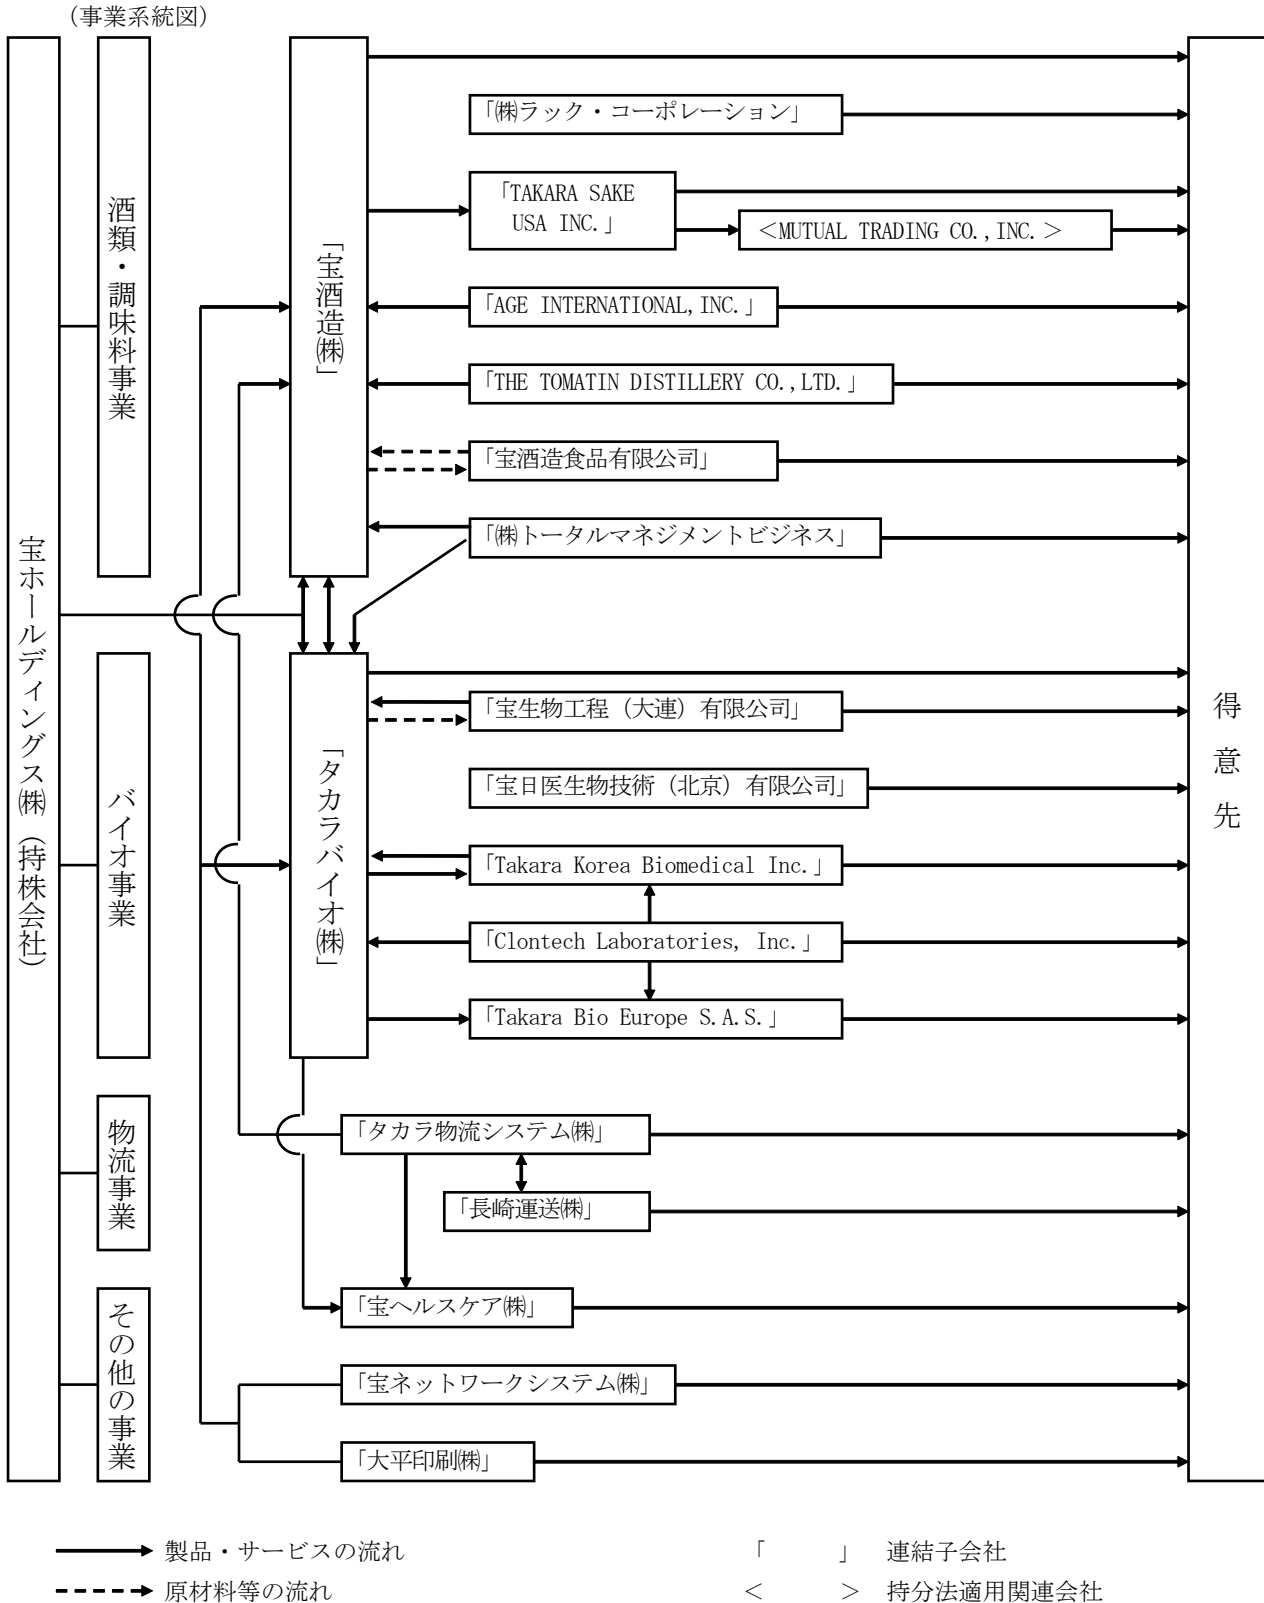 （事業系統図）
宝ホールディングス㈱（持株会社）
酒類・調味料事業
「宝酒造㈱」
「㈱ラック・コーポレーション」
「TAKARA SAKE
USA INC.」
＜MUTUAL TRADING CO.,INC.＞
「AGE INTERNATIONAL,INC.」
「THE TOMATIN DISTILLERY CO.,LTD.」
「宝酒造食品有限公司」
「㈱トータルマネジメントビジネス」
バイオ事業
「タカラバイオ㈱」
「宝生物工程（大連）有限公司」
「宝日医生物技術（北京）有限公司」
「Takara Korea Biomedical Inc.」
「Clontech Laboratories, Inc.」
「Takara Bio Europe S.A.S.」
物流事業
「タカラ物流システム㈱」
「長崎運送㈱」
その他の事業
「宝ヘルスケア㈱」
「宝ネットワークシステム㈱」
「大平印刷㈱」
得意先
製品・サービスの流れ
「　　　」　連結子会社
原材料等の流れ
＜　　　＞　持分法適用関連会社